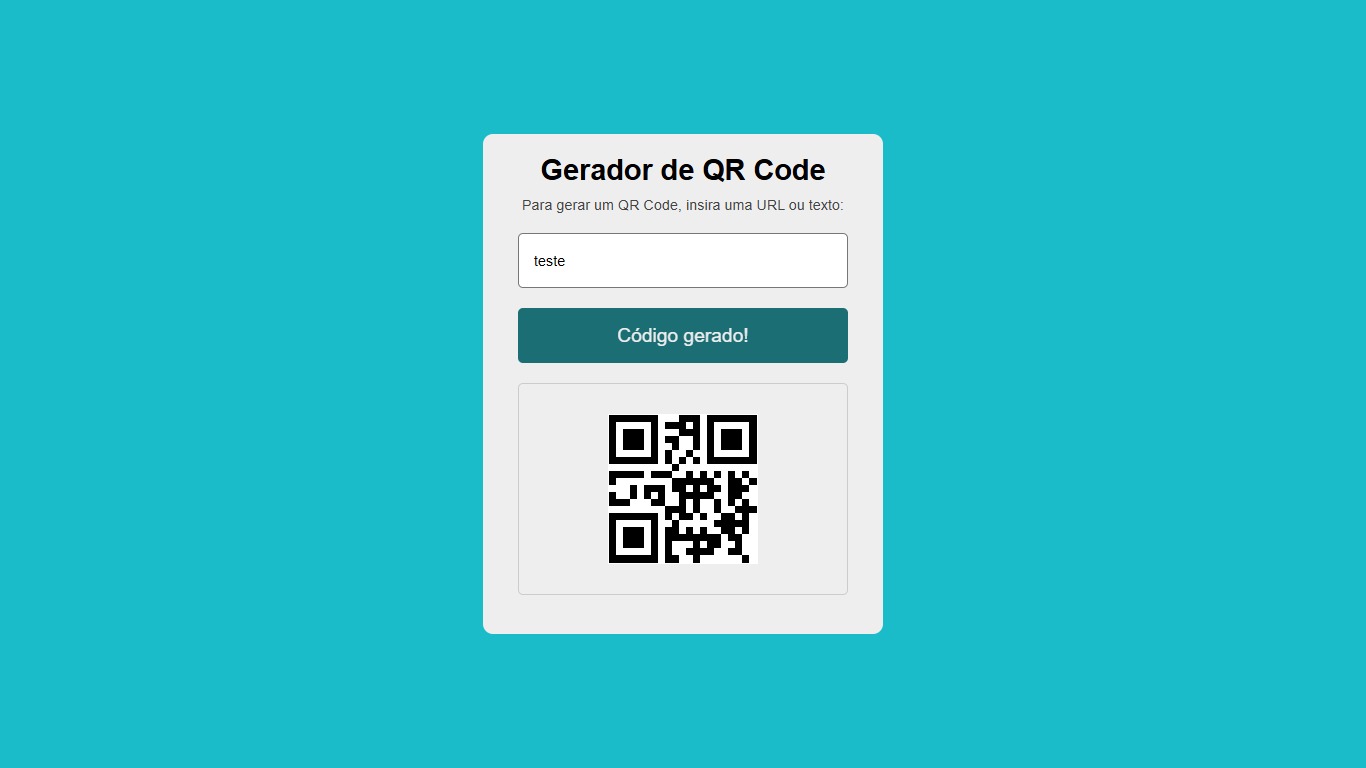 Gerador de QR Code
Para gerar um QR Code, insira uma URL ou texto:
teste
Código gerado!